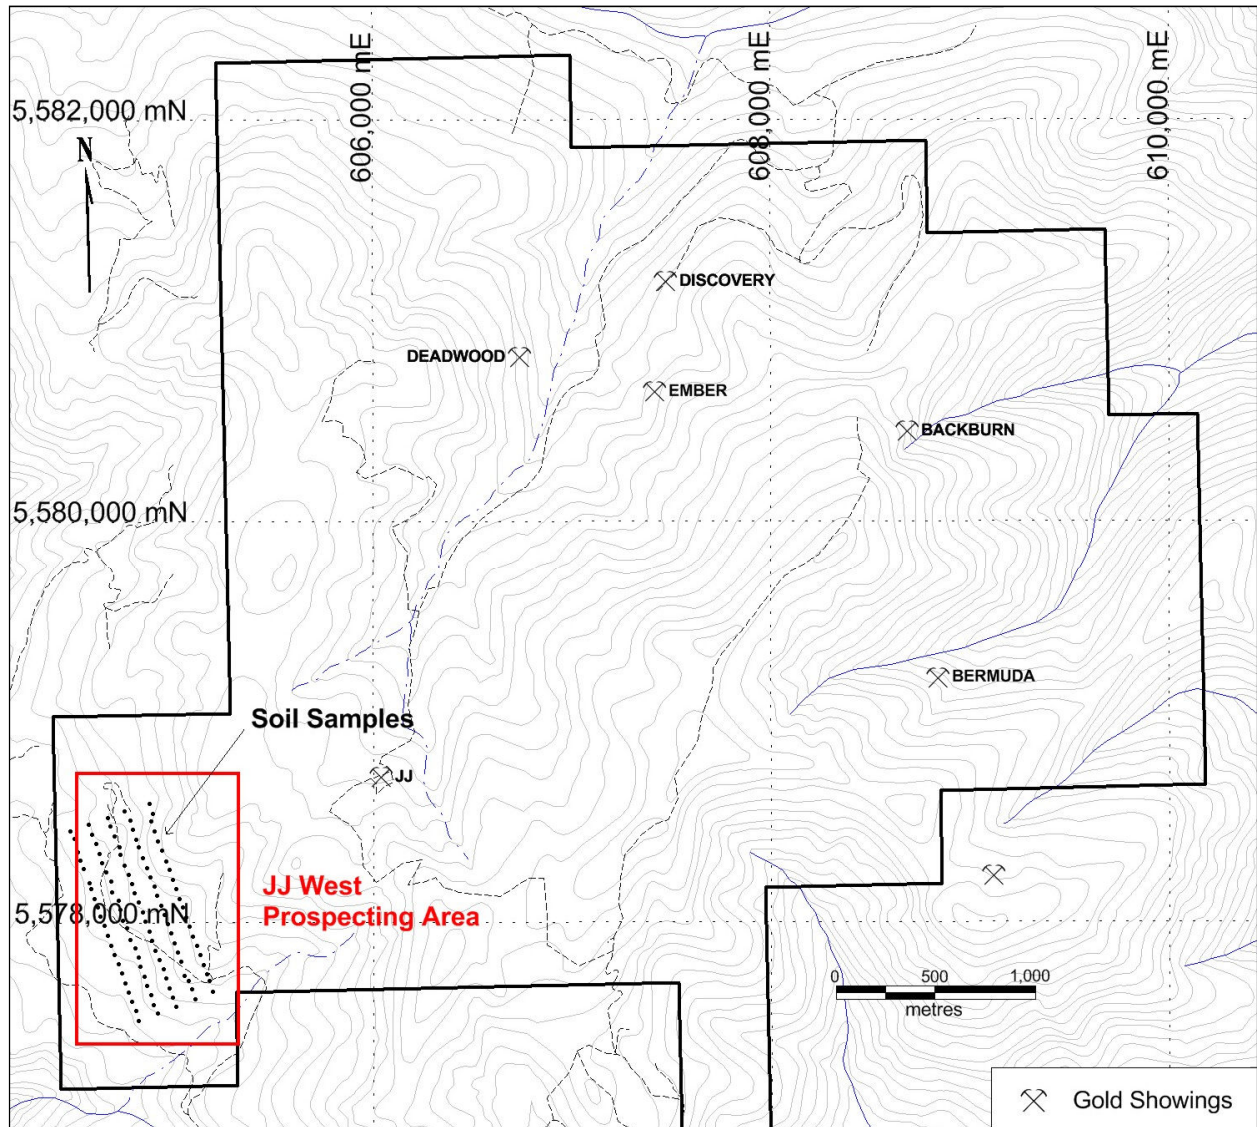 606,000 mE
608,000 mE
610,000 mE
5,582,000 mN
N
DISCOVERY
DEADWOOD
EMBER
BACKBURN
5,580,000 mN
BERMUDA
Soil Samples
JJ
JJ West
Prospecting Area
5,578,000 mN
0 500 1,000
metres
Gold Showings